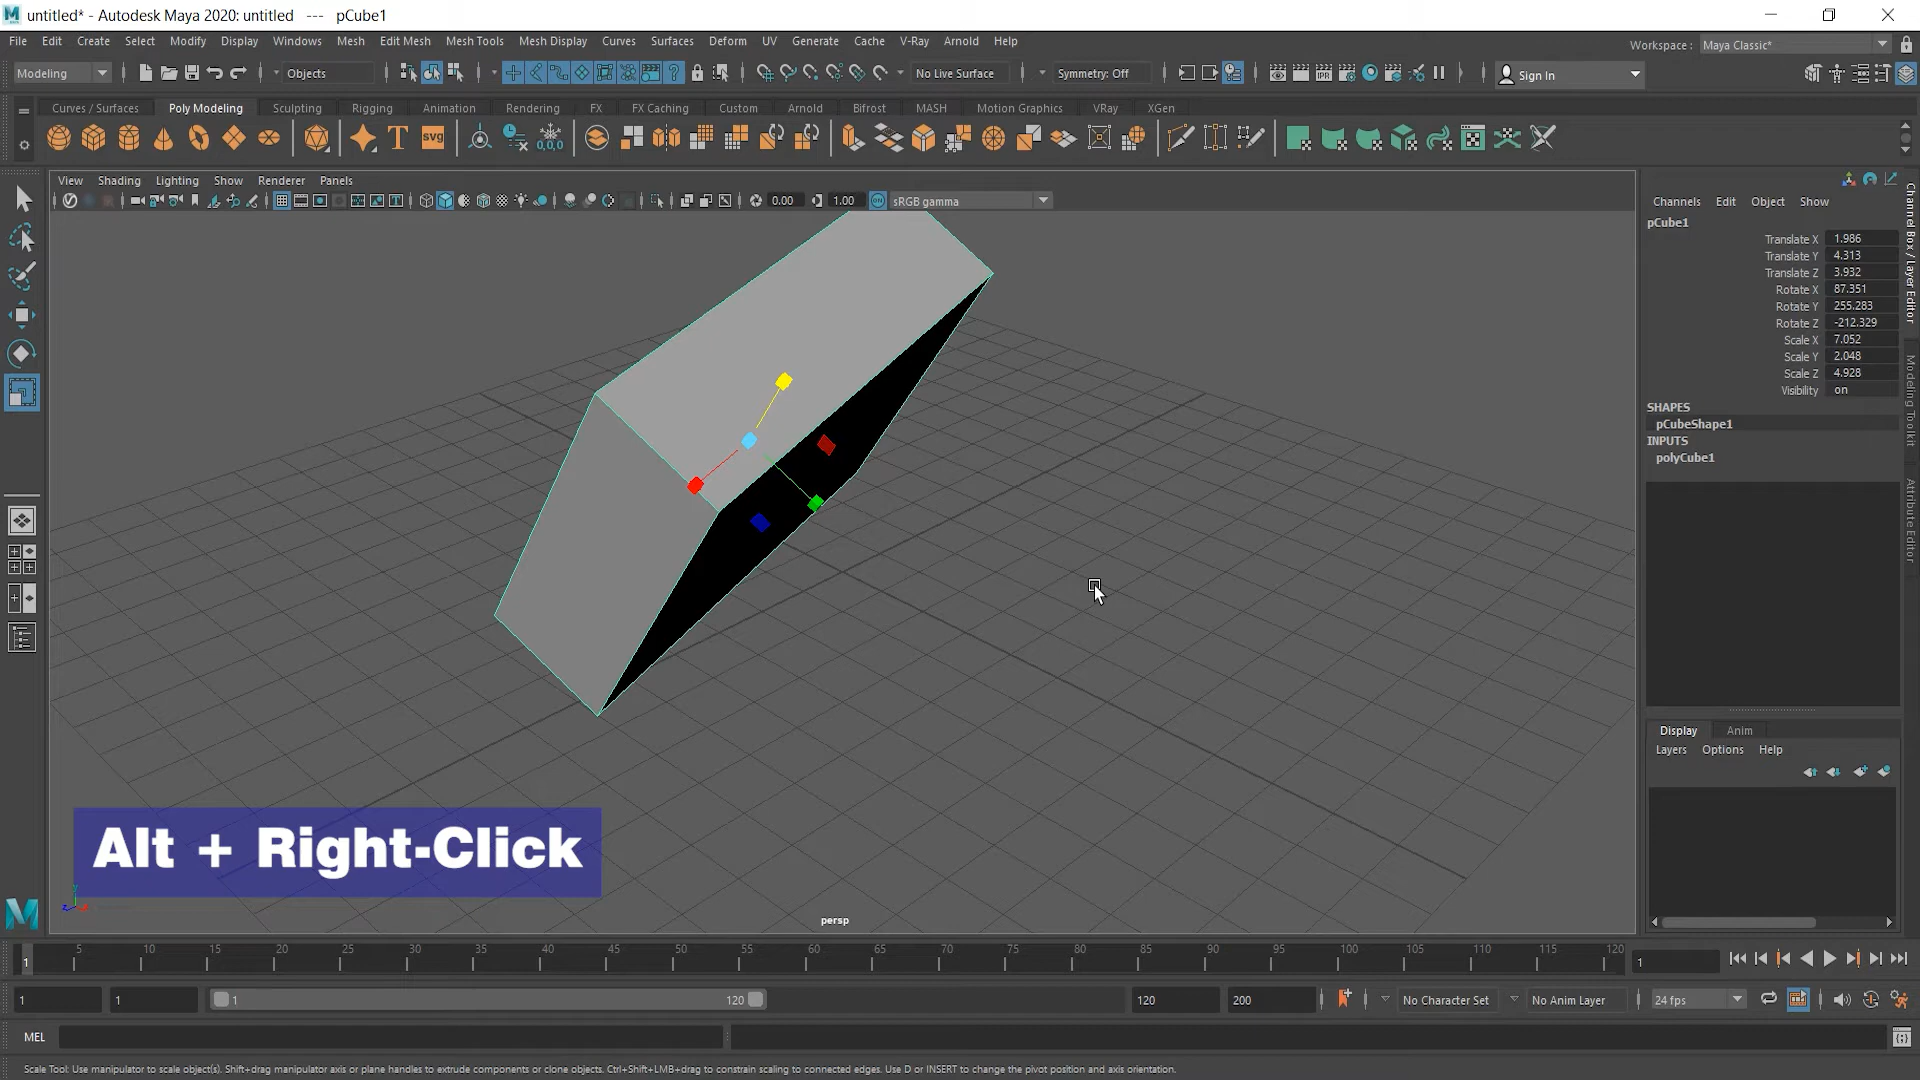 untitled* - Autodesk Maya 2020: untitled --- pCube1
File Edit Create Select Modify Display Windows Mesh Edit Mesh Mesh Tools Mesh Display Curves Surfaces Deform UV Generate Cache V-Ray Arnold Help
Workspace : Maya Classic*
Modeling Objects No Live Surface Symmetry: Off Sign In
Curves / Surfaces Poly Modeling Sculpting Rigging Animation Rendering FX FX Caching Custom Arnold Bifrost MASH Motion Graphics VRay XGen
View Shading Lighting Show Renderer Panels
0.00 1.00 sRGB gamma
Channels Edit Object Show
pCube1
Translate X 1.986
Translate Y 4.313
Translate Z 3.932
Rotate X 87.351
Rotate Y 255.283
Rotate Z -212.329
Scale X 7.052
Scale Y 2.048
Scale Z 4.928
Visibility on
SHAPES
pCubeShape1
INPUTS
polyCube1
Channel Box / Layer Editor
Modeling Toolkit
Attribute Editor
Display Anim
Layers Options Help
Alt + Right-Click
persp
5 10 15 20 25 30 35 40 45 50 55 60 65 70 75 80 85 90 95 100 105 110 115 120
1 1
1 1 1 120 120 200 No Character Set No Anim Layer 24 fps
MEL
Scale Tool: Use manipulator to scale object(s). Shift+drag manipulator axis or plane handles to extrude components or clone objects. Ctrl+Shift+LMB+drag to constrain scaling to connected edges. Use D or INSERT to change the pivot position and axis orientation.